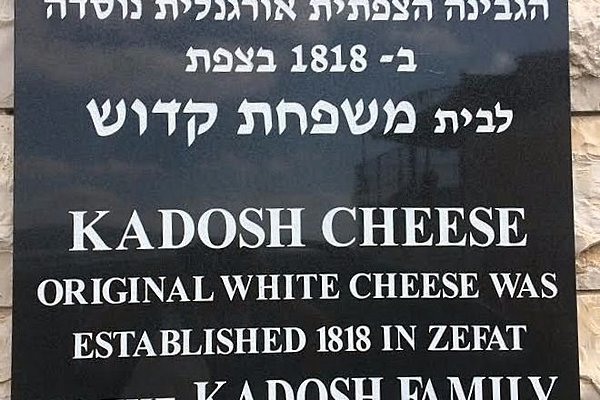 הגבינה הצפתית אורגנלית נוסדה
ב- 1818 בצפת
לבית משפחת קדוש
KADOSH CHEESE
ORIGINAL WHITE CHEESE WAS
ESTABLISHED 1818 IN ZEFAT
KADOSH FAMILY